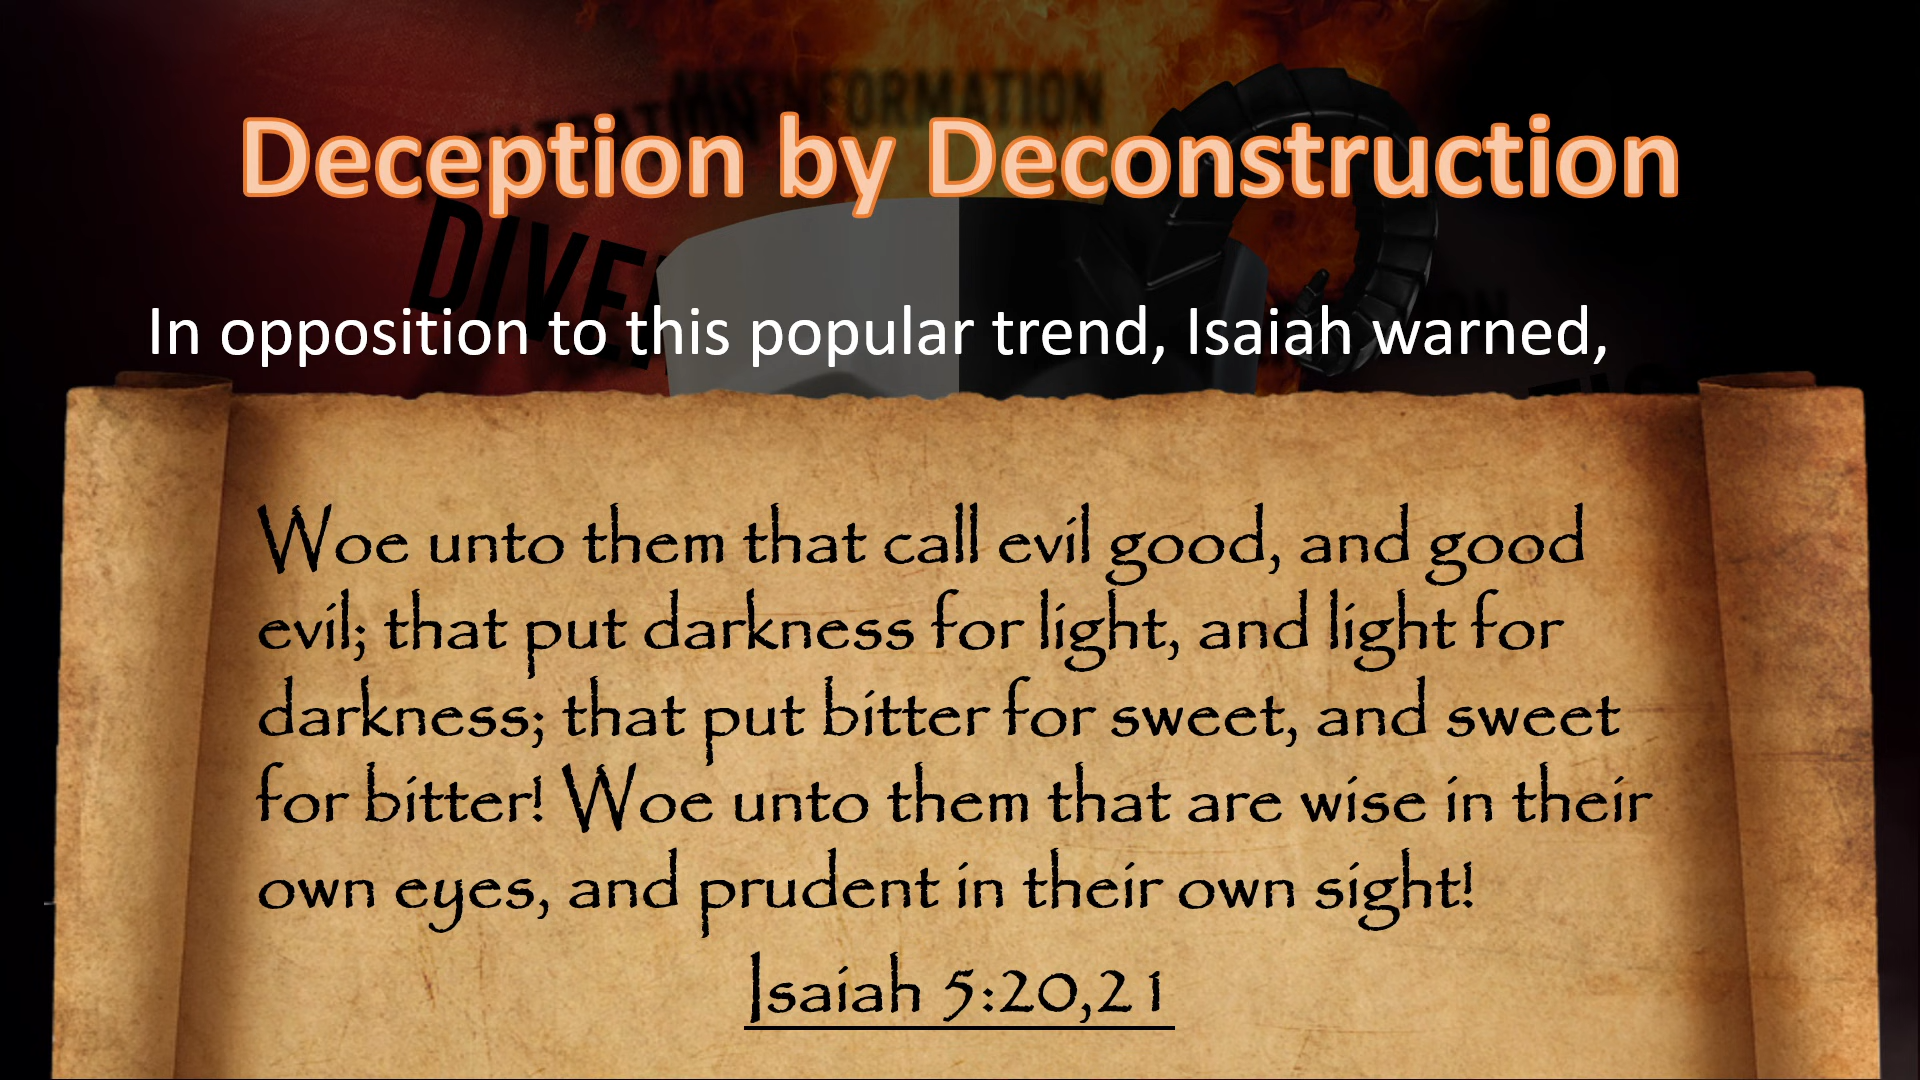 Deception by Deconstruction
In opposition to this popular trend, Isaiah warned,
Woe unto them that call evil good, and good
evil; that put darkness for light, and light for
darkness; that put bitter for sweet, and sweet
for bitter! Woe unto them that are wise in their
own eyes, and prudent in their own sight!
Isaiah 5:20,21